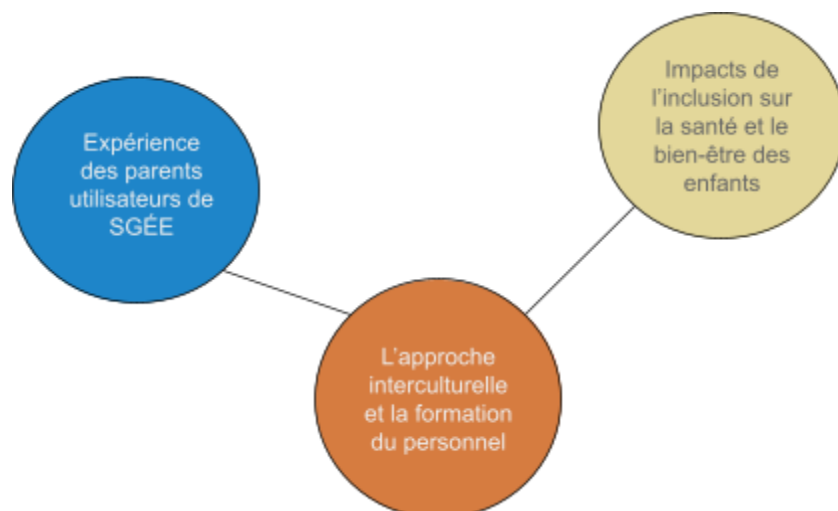 Expérience
des parents
utilisateurs de
SGÉE
Impacts de
l'inclusion sur
la santé et le
bien-être des
enfants
L'approche
interculturelle
et la formation
du personnel